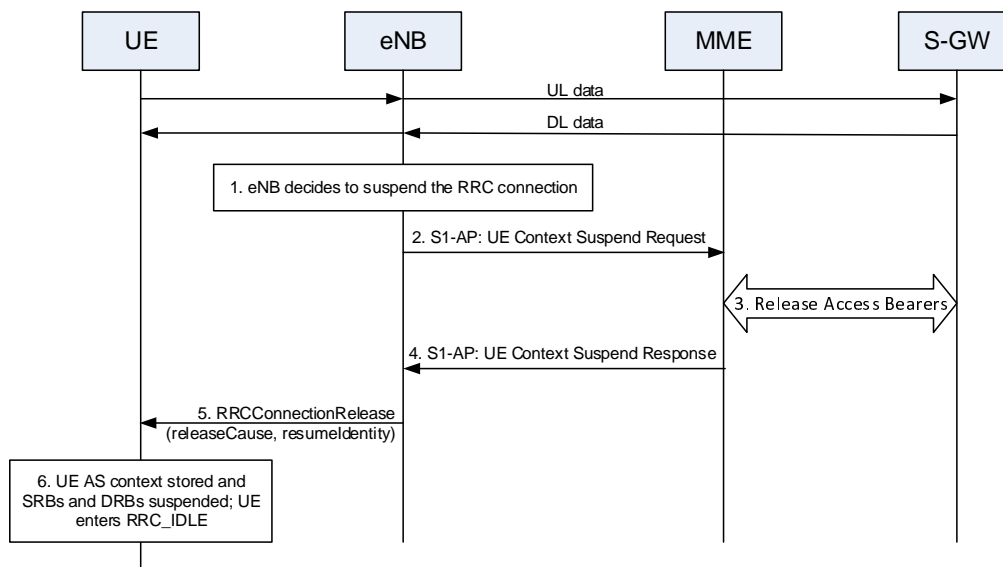 UE
eNB
MME
S-GW
UL data
DL data
1. eNB decides to suspend the RRC connection
2. S1-AP: UE Context Suspend Request
3. Release Access Bearers
4. S1-AP: UE Context Suspend Response
5. RRCConnectionRelease
(releaseCause, resumeIdentity)
6. UE AS context stored and
SRBs and DRBs suspended; UE
enters RRC_IDLE